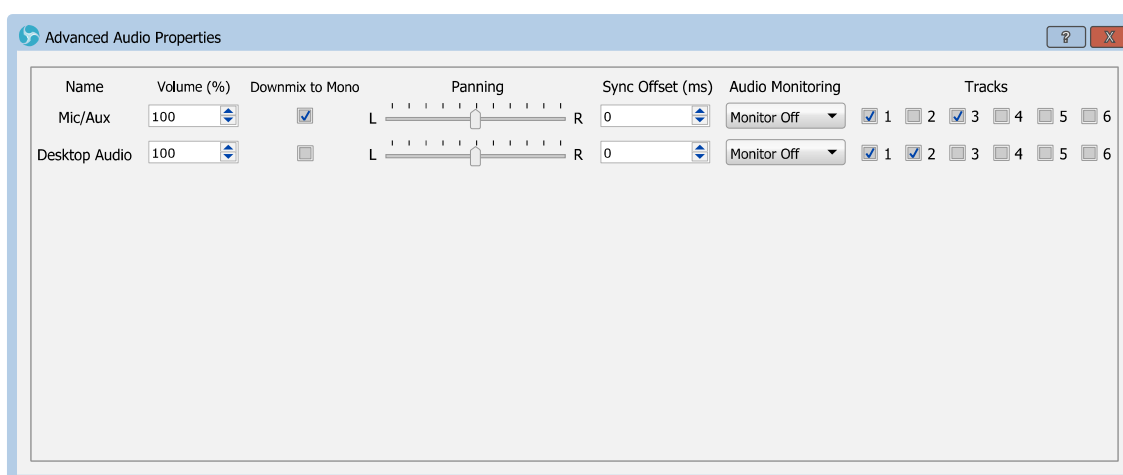 Advanced Audio Properties ? X
Name Volume (%) Downmix to Mono Panning Sync Offset (ms) Audio Monitoring Tracks
Mic/Aux 100 L R 0 Monitor Off 1 2 3 4 5 6
Desktop Audio 100 L R 0 Monitor Off 1 2 3 4 5 6